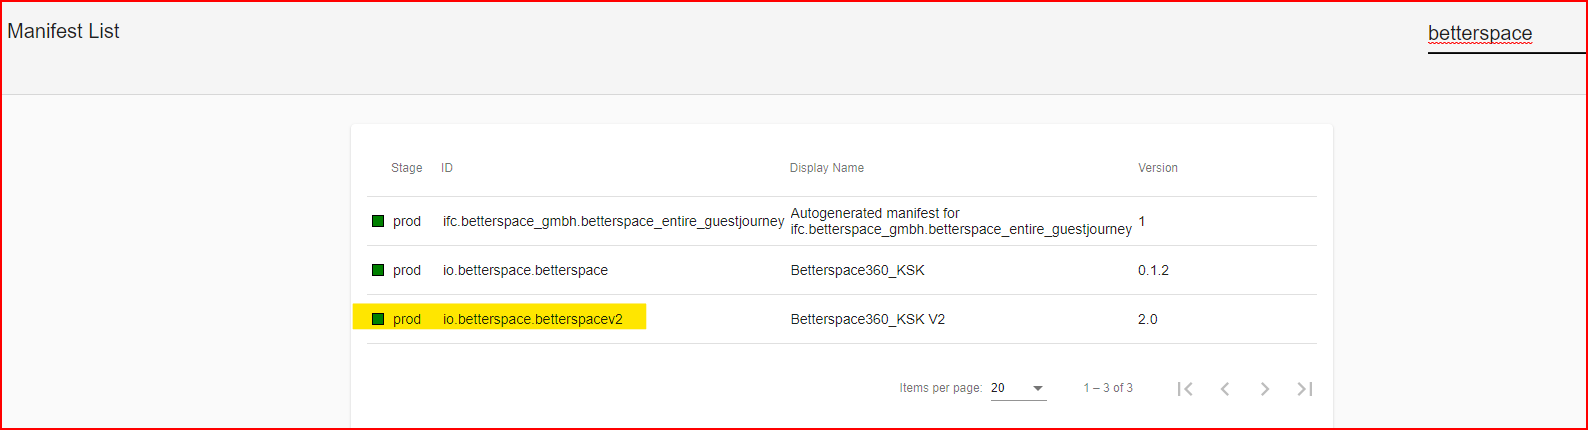 Manifest List
betterspace
Stage ID Display Name Version
prod ifc.betterspace_gmbh.betterspace_entire_guestjourney Autogenerated manifest for
ifc.betterspace_gmbh.betterspace_entire_guestjourney 1
prod io.betterspace.betterspace Betterspace360_KSK 0.1.2
prod io.betterspace.betterspacev2 Betterspace360_KSK V2 2.0
Items per page: 20 1 – 3 of 3